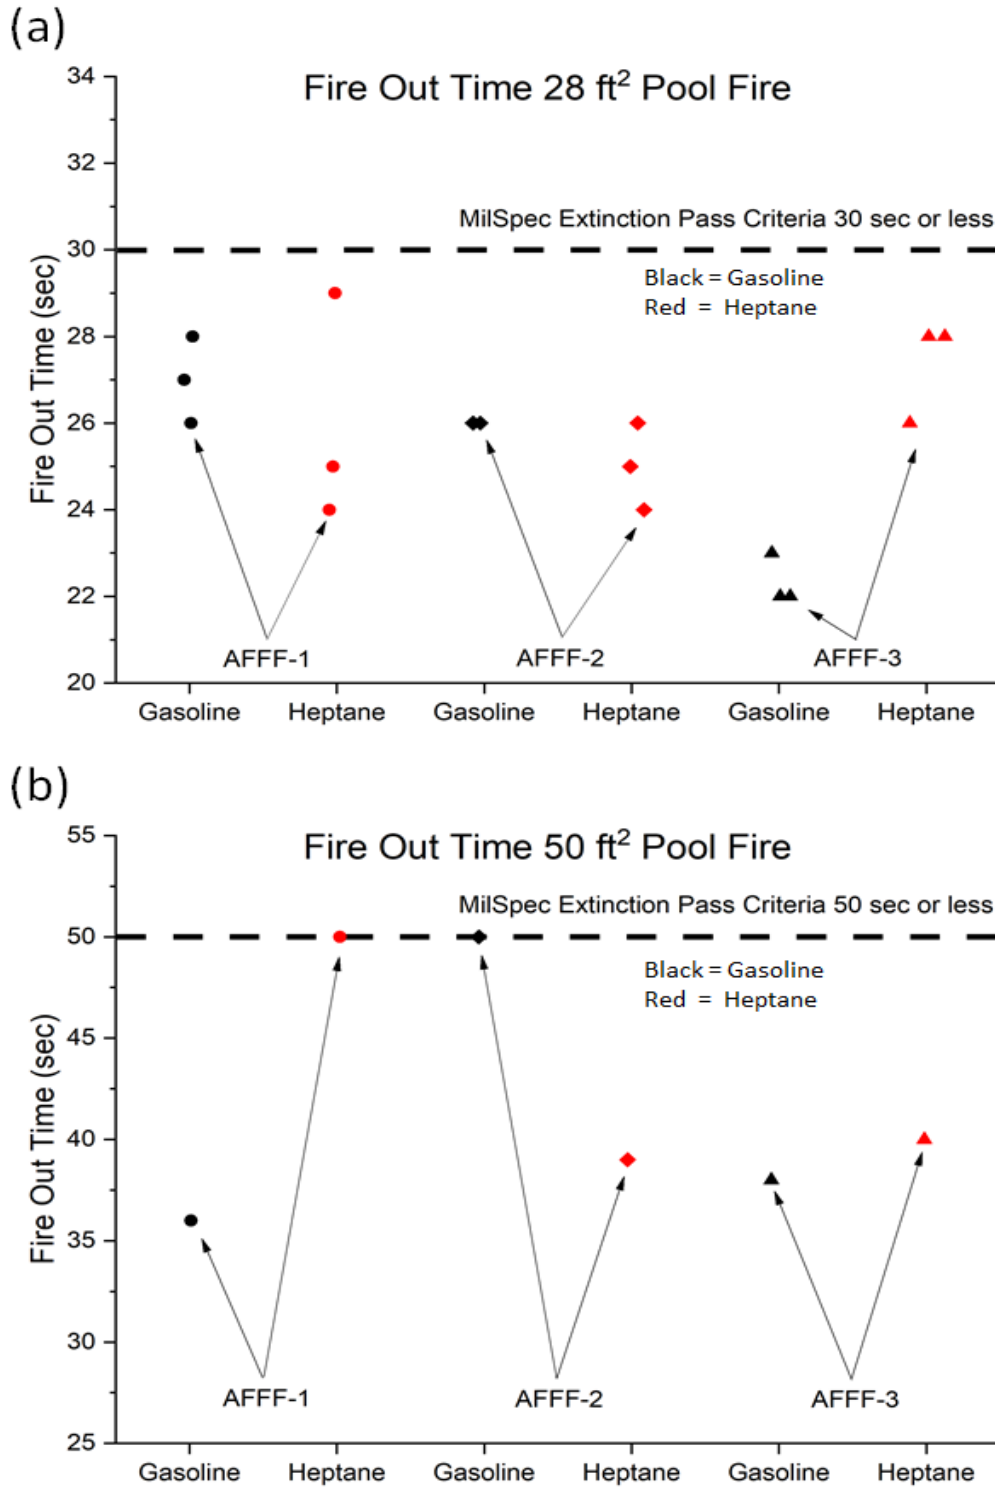 (a)
Fire Out Time 28 ft² Pool Fire
34
32
30
28
26
24
22
20
Fire Out Time (sec)
MilSpec Extinction Pass Criteria 30 sec or less
Black = Gasoline
Red = Heptane
AFFF-1 AFFF-2 AFFF-3
Gasoline Heptane Gasoline Heptane Gasoline Heptane
(b)
Fire Out Time 50 ft² Pool Fire
55
50
45
40
35
30
25
Fire Out Time (sec)
MilSpec Extinction Pass Criteria 50 sec or less
Black = Gasoline
Red = Heptane
AFFF-1 AFFF-2 AFFF-3
Gasoline Heptane Gasoline Heptane Gasoline Heptane